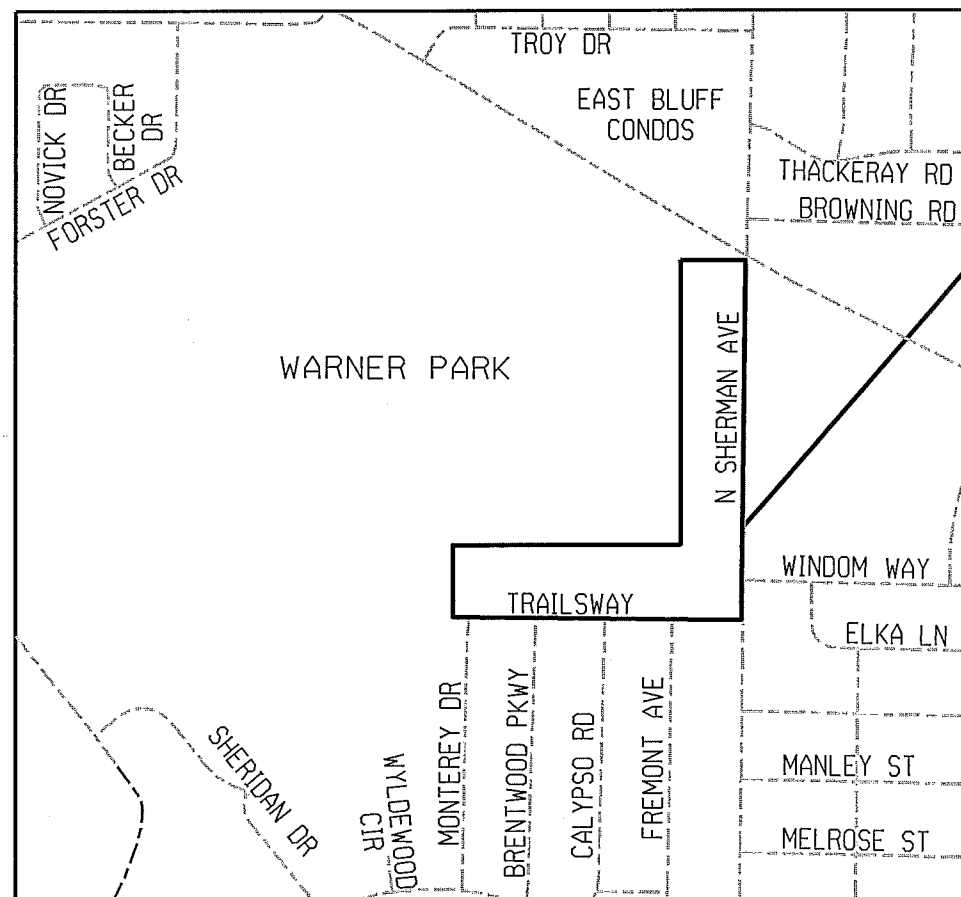 TROY DR
EAST BLUFF
CONDOS
NOVICK DR
BECKER
DR
FORSTER DR
THACKERAY RD
BROWNING RD
WARNER PARK
N SHERMAN AVE
WINDOM WAY
TRAILSWAY
ELKA LN
SHERIDAN DR
WYLDEWOOD
CIR
MONTEREY DR
BRENTWOOD PKWY
CALYPSO RD
FREMONT AVE
MANLEY ST
MELROSE ST